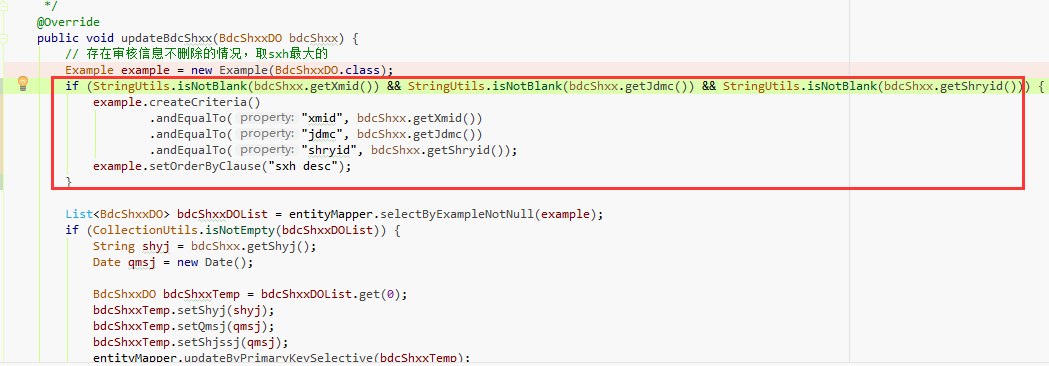 */
@Override
public void updateBdcShxx(BdcShxxDO bdcShxx) {
// 存在审核信息不删除的情况，取sxh最大的
Example example = new Example(BdcShxxDO.class);
if (StringUtils.isNotBlank(bdcShxx.getXmid()) && StringUtils.isNotBlank(bdcShxx.getJdmc()) && StringUtils.isNotBlank(bdcShxx.getShryid())) {
example.createCriteria()
.andEqualTo( property: "xmid", bdcShxx.getXmid())
.andEqualTo( property: "jdmc", bdcShxx.getJdmc())
.andEqualTo( property: "shryid", bdcShxx.getShryid());
example.setOrderByClause("sxh desc");
}
List<BdcShxxDO> bdcShxxDOList = entityMapper.selectByExampleNotNull(example);
if (CollectionUtils.isNotEmpty(bdcShxxDOList)) {
String shyj = bdcShxx.getShyj();
Date qmsj = new Date();
BdcShxxDO bdcShxxTemp = bdcShxxDOList.get(0);
bdcShxxTemp.setShyj(shyj);
bdcShxxTemp.setQmsj(qmsj);
bdcShxxTemp.setShjssj(qmsj);
entityMapper.updateByPrimaryKeySelective(bdcShxxTemp);